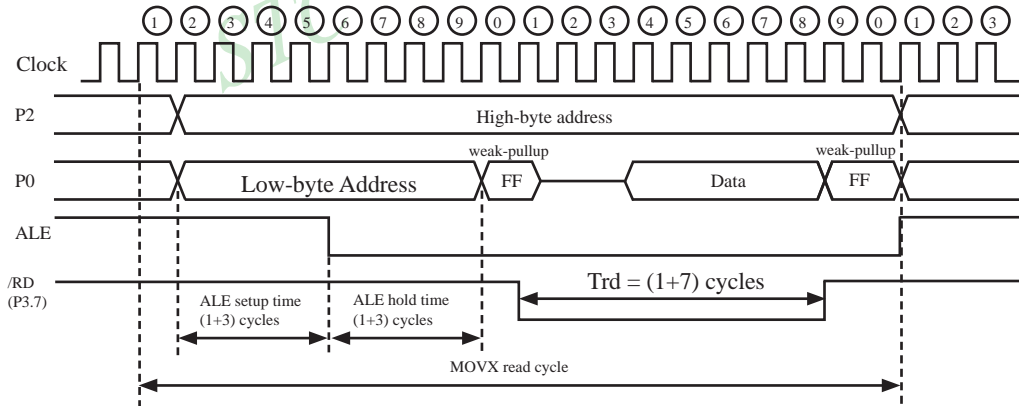 1 2 3 4 5 6 7 8 9 0 1 2 3 4 5 6 7 8 9 0 1 2 3
STC
Clock
P2
High-byte address
weak-pullup
weak-pullup
P0
Low-byte Address
FF
Data
FF
ALE
/RD
(P3.7)
Trd = (1+7) cycles
ALE setup time
(1+3) cycles
ALE hold time
(1+3) cycles
MOVX read cycle